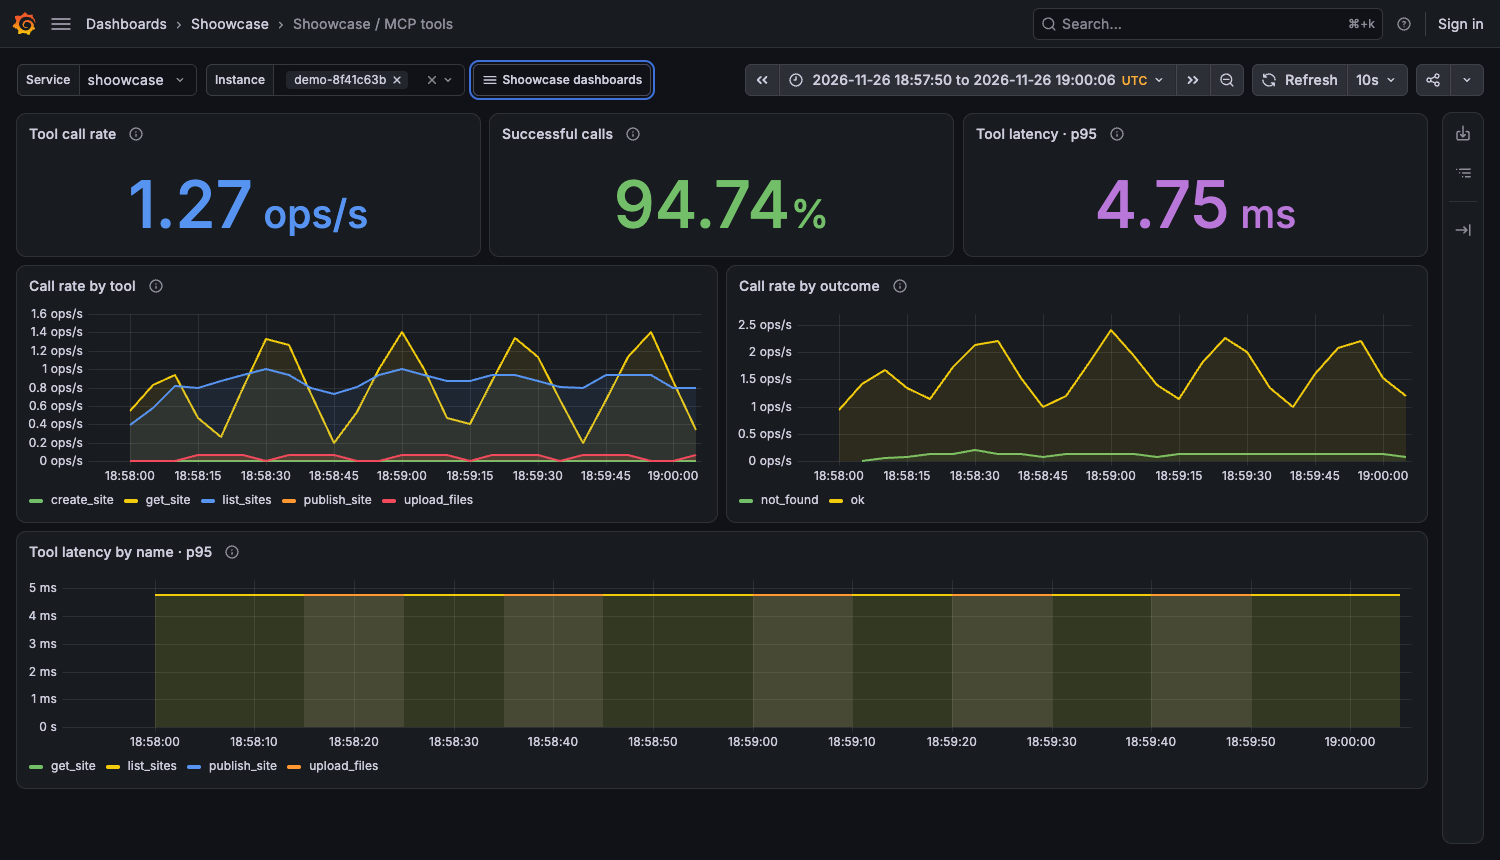 Dashboards › Shoowcase › Shoowcase / MCP tools
Search... ⌘+k Sign in
Service shoowcase Instance demo-8f41c63b Shoowcase dashboards 2026-11-26 18:57:50 to 2026-11-26 19:00:06 UTC Refresh 10s
Tool call rate
1.27 ops/s
Successful calls
94.74%
Tool latency · p95
4.75 ms
Call rate by tool
1.6 ops/s
1.4 ops/s
1.2 ops/s
1 ops/s
0.8 ops/s
0.6 ops/s
0.4 ops/s
0.2 ops/s
0 ops/s
18:58:00 18:58:15 18:58:30 18:58:45 18:59:00 18:59:15 18:59:30 18:59:45 19:00:00
create_site get_site list_sites publish_site upload_files
Call rate by outcome
2.5 ops/s
2 ops/s
1.5 ops/s
1 ops/s
0.5 ops/s
0 ops/s
18:58:00 18:58:15 18:58:30 18:58:45 18:59:00 18:59:15 18:59:30 18:59:45 19:00:00
not_found ok
Tool latency by name · p95
5 ms
4 ms
3 ms
2 ms
1 ms
0 s
18:58:00 18:58:10 18:58:20 18:58:30 18:58:40 18:58:50 18:59:00 18:59:10 18:59:20 18:59:30 18:59:40 18:59:50 19:00:00
get_site list_sites publish_site upload_files